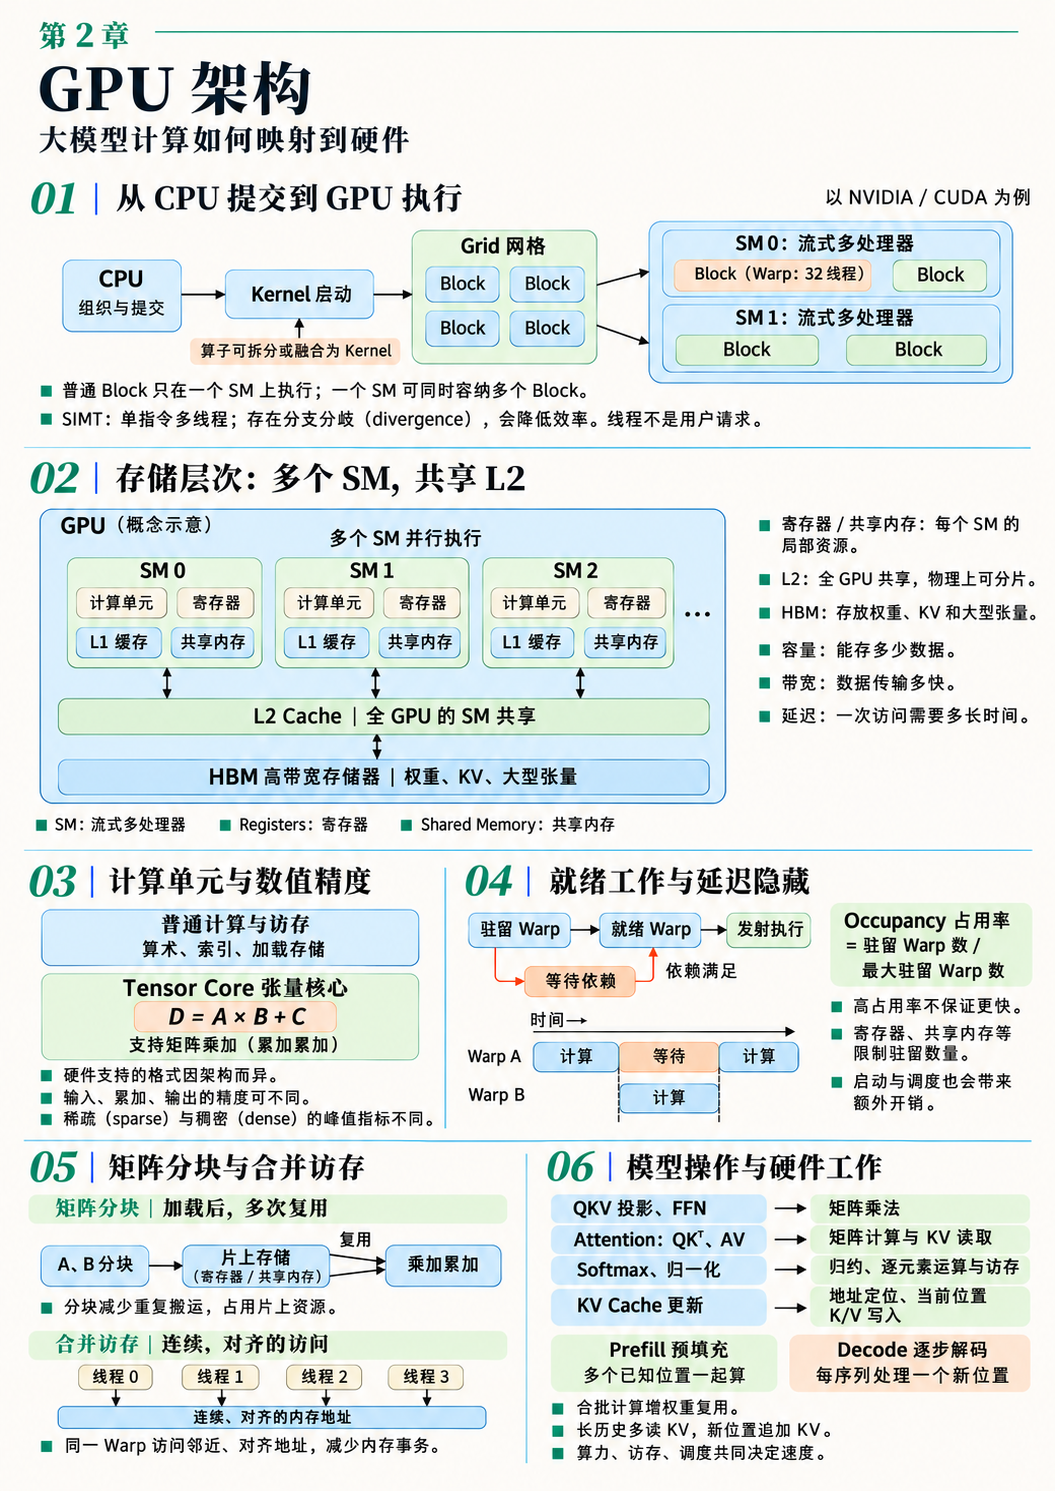 第 2 章
GPU 架构
大模型计算如何映射到硬件
01 | 从 CPU 提交到 GPU 执行
以 NVIDIA / CUDA 为例
CPU
组织与提交
Kernel 启动
算子可拆分或融合为 Kernel
Grid 网格
Block Block
Block Block
SM 0：流式多处理器
Block（Warp：32 线程） Block
SM 1：流式多处理器
Block Block
普通 Block 只在一个 SM 上执行；一个 SM 可同时容纳多个 Block。
SIMT：单指令多线程；存在分支分歧（divergence），会降低效率。线程不是用户请求。
02 | 存储层次：多个 SM，共享 L2
GPU（概念示意）
多个 SM 并行执行
SM 0 SM 1 SM 2
计算单元 寄存器 计算单元 寄存器 计算单元 寄存器
...
L1 缓存 共享内存 L1 缓存 共享内存 L1 缓存 共享内存
L2 Cache | 全 GPU 的 SM 共享
HBM 高带宽存储器 | 权重、KV、大型张量
寄存器 / 共享内存：每个 SM 的
局部资源。
L2：全 GPU 共享，物理上可分片。
HBM：存放权重、KV 和大型张量。
容量：能存多少数据。
带宽：数据传输多快。
延迟：一次访问需要多长时间。
SM：流式多处理器 Registers：寄存器 Shared Memory：共享内存
03 | 计算单元与数值精度
普通计算与访存
算术、索引、加载存储
Tensor Core 张量核心
D = A × B + C
支持矩阵乘加（累加累加）
硬件支持的格式因架构而异。
输入、累加、输出的精度可不同。
稀疏（sparse）与稠密（dense）的峰值指标不同。
04 | 就绪工作与延迟隐藏
驻留 Warp 就绪 Warp 发射执行
等待依赖 依赖满足
时间→
Warp A 计算 等待 计算
Warp B 计算
Occupancy 占用率
= 驻留 Warp 数 /
最大驻留 Warp 数
高占用率不保证更快。
寄存器、共享内存等
限制驻留数量。
启动与调度也会带来
额外开销。
05 | 矩阵分块与合并访存
矩阵分块 | 加载后，多次复用
A、B 分块
片上存储
（寄存器 / 共享内存）
复用
乘加累加
分块减少重复搬运，占用片上资源。
合并访存 | 连续，对齐的访问
线程 0 线程 1 线程 2 线程 3
连续、对齐的内存地址
同一 Warp 访问邻近、对齐地址，减少内存事务。
06 | 模型操作与硬件工作
QKV 投影、FFN 矩阵乘法
Attention：QKᵀ、AV 矩阵计算与 KV 读取
Softmax、归一化 归约、逐元素运算与访存
KV Cache 更新 地址定位、当前位置
K/V 写入
Prefill 预填充
多个已知位置一起算
Decode 逐步解码
每序列处理一个新位置
合批计算增权重复用。
长历史多读 KV，新位置追加 KV。
算力、访存、调度共同决定速度。